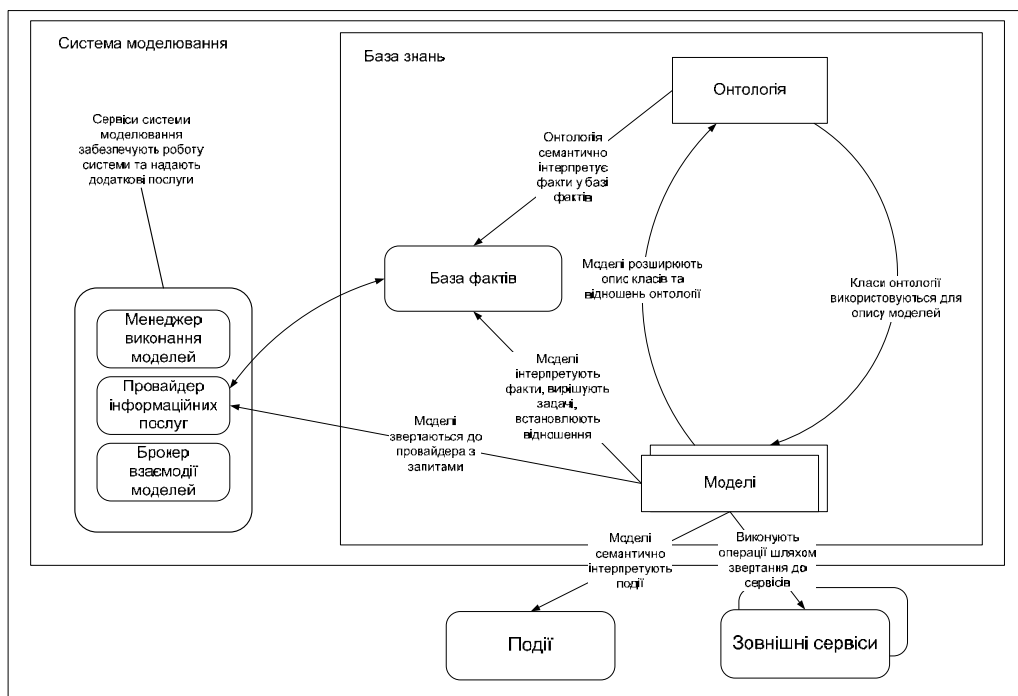 Система моделювання
База знань
Онтологія
Сервіси системи
моделювання
забезпечують роботу
системи та надають
додаткові послуги
Онтологія
семантично
інтерпретує
факти у базі
фактів
База фактів
Моделі розширюють
опис класів та
відношень онтології
Класи онтології
використовуються для
опису моделей
Менеджер
виконання
моделей
Провайдер
інформаційних
послуг
Брокер
взаємодії
моделей
Моделі
інтерпретують
факти, вирішують
задачі,
встановлюють
відношення
Моделі
звертаються до
провайдера з
запитами
Моделі
Моделі
семантично
інтерпретують
події
Виконують
операції шляхом
звертання до
сервісів
Події
Зовнішні сервіси